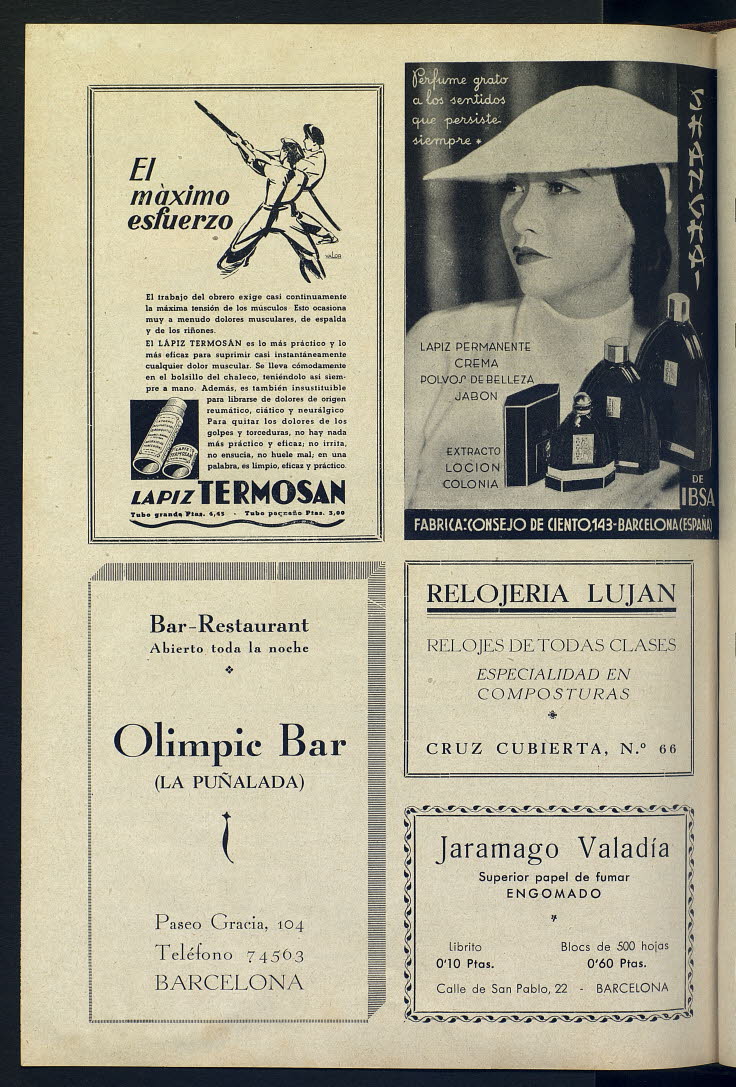 El
màximo
esfuerzo
VALOR
El trabajo del obrero exige casi continuamente
la máxima tensión de los músculos Esto ocasiona
muy a menudo dolores musculares, de espalda
y de los riñones.
El LÁPIZ TERMOSÁN es lo más práctico y lo
más eficaz para suprimir casi instantáneamente
cualquier dolor muscular. Se lleva cómodamente
en el bolsillo del chaleco, teniéndolo así siem-
pre a mano. Además, es también insustituible
para librarse de dolores de origen
reumático, ciático y neurálgico
Para quitar los dolores de los
golpes y torceduras, no hay nada
más práctico y eficaz; no irrita,
no ensucia, no huele mal; en una
palabra, es limpio, eficaz y práctico.
LAPIZ TERMOSAN
Tubo grande Ptas. 4,45 - Tubo pequeño Ptas. 3,00
Perfume grato
a los sentidos
que persiste
siempre
SHANGHAI
LAPIZ PERMANENTE
CREMA
POLVOS DE BELLEZA
JABON
EXTRACTO
LOCION
COLONIA
DE
IBSA
FABRICA: CONSEJO DE CIENTO, 143-BARCELONA (ESPAÑA)
Bar-Restaurant
Abierto toda la noche
Olimpic Bar
(LA PUÑALADA)
Paseo Gracia, 104
Teléfono 74563
BARCELONA
RELOJERIA LUJAN
RELOJES DE TODAS CLASES
ESPECIALIDAD EN
COMPOSTURAS
CRUZ CUBIERTA, N.º 66
Jaramago Valadía
Superior papel de fumar
ENGOMADO
Librito Blocs de 500 hojas
0'10 Ptas. 0'60 Ptas.
Calle de San Pablo, 22 - BARCELONA